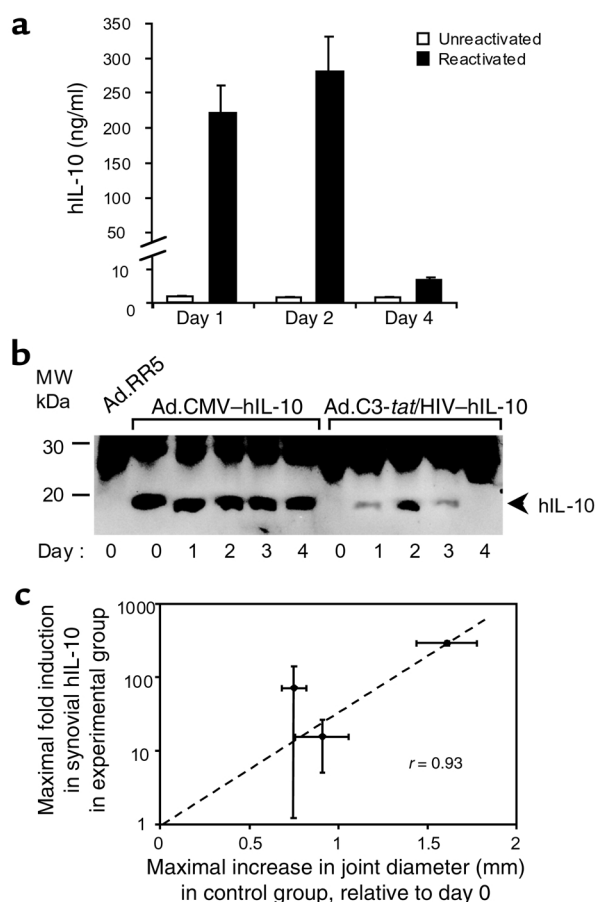 a
350
300
250
200
150
100
50
10
0
hIL-10 (ng/ml)
Unreactivated
Reactivated
Day 1 Day 2 Day 4
b
MW
kDa
Ad.RR5
Ad.CMV–hIL-10 Ad.C3-tat/HIV–hIL-10
30
20
hIL-10
Day : 0 0 1 2 3 4 0 1 2 3 4
c
Maximal fold induction
in synovial hIL-10
in experimental group
1000
100
10
1
r = 0.93
0 0.5 1 1.5 2
Maximal increase in joint diameter (mm)
in control group, relative to day 0